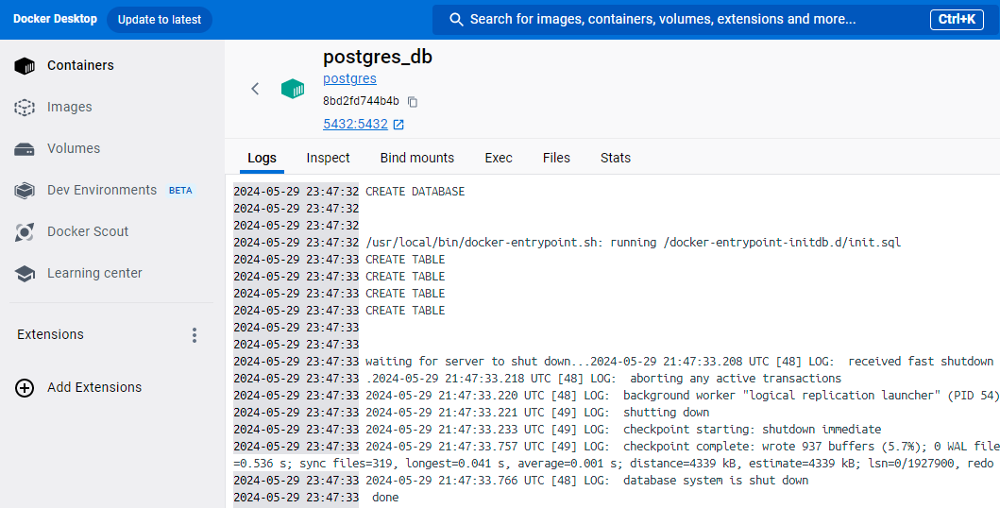 Docker Desktop
Update to latest
Search for images, containers, volumes, extensions and more...
Ctrl+K
Containers
Images
Volumes
Dev Environments BETA
Docker Scout
Learning center
Extensions
Add Extensions
postgres_db
postgres
8bd2fd744b4b
5432:5432
Logs Inspect Bind mounts Exec Files Stats
2024-05-29 23:47:32 CREATE DATABASE
2024-05-29 23:47:32
2024-05-29 23:47:32
2024-05-29 23:47:32 /usr/local/bin/docker-entrypoint.sh: running /docker-entrypoint-initdb.d/init.sql
2024-05-29 23:47:33 CREATE TABLE
2024-05-29 23:47:33 CREATE TABLE
2024-05-29 23:47:33 CREATE TABLE
2024-05-29 23:47:33 CREATE TABLE
2024-05-29 23:47:33
2024-05-29 23:47:33
2024-05-29 23:47:33 waiting for server to shut down...2024-05-29 21:47:33.208 UTC [48] LOG:  received fast shutdown
2024-05-29 23:47:33 .2024-05-29 21:47:33.218 UTC [48] LOG:  aborting any active transactions
2024-05-29 23:47:33 2024-05-29 21:47:33.220 UTC [48] LOG:  background worker "logical replication launcher" (PID 54)
2024-05-29 23:47:33 2024-05-29 21:47:33.221 UTC [49] LOG:  shutting down
2024-05-29 23:47:33 2024-05-29 21:47:33.233 UTC [49] LOG:  checkpoint starting: shutdown immediate
2024-05-29 23:47:33 2024-05-29 21:47:33.757 UTC [49] LOG:  checkpoint complete: wrote 937 buffers (5.7%); 0 WAL file
=0.536 s; sync files=319, longest=0.041 s, average=0.001 s; distance=4339 kB, estimate=4339 kB; lsn=0/1927900, redo
2024-05-29 23:47:33 2024-05-29 21:47:33.766 UTC [48] LOG:  database system is shut down
2024-05-29 23:47:33  done